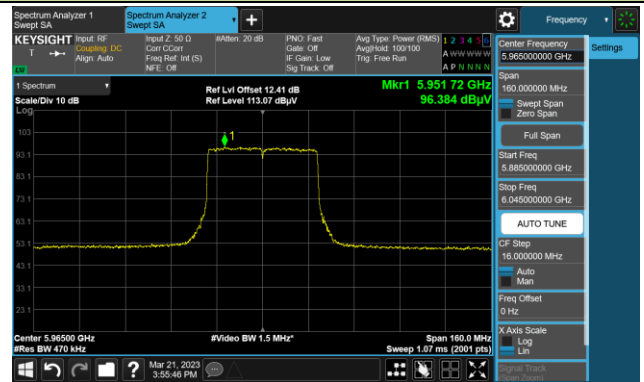 Spectrum Analyzer 1
Swept SA
Spectrum Analyzer 2
Swept SA
Frequency
KEYSIGHT
Input: RF
Coupling: DC
Align: Auto
Input Z: 50 Ω
Corr CCorr
Freq Ref: Int (S)
NFE: Off
#Atten: 20 dB
PNO: Fast
Gate: Off
IF Gain: Low
Sig Track: Off
Avg Type: Power (RMS)
Avg|Hold: 100/100
Trig: Free Run
1 2 3 4 5 6
A W W W W W
A P N N N N
1 Spectrum
Scale/Div 10 dB
Log
Ref Lvl Offset 12.41 dB
Ref Level 113.07 dBµV
Mkr1 5.951 72 GHz
96.384 dBµV
1
103
93.1
83.1
73.1
63.1
53.1
43.1
33.1
23.1
Center 5.96500 GHz
#Res BW 470 kHz
#Video BW 1.5 MHz*
Span 160.0 MHz
Sweep 1.07 ms (2001 pts)
Mar 21, 2023
3:55:46 PM
Center Frequency
5.965000000 GHz
Settings
Span
160.000000 MHz
Swept Span
Zero Span
Full Span
Start Freq
5.885000000 GHz
Stop Freq
6.045000000 GHz
AUTO TUNE
CF Step
16.000000 MHz
Auto
Man
Freq Offset
0 Hz
X Axis Scale
Log
Lin
Signal Track
(Span Zoom)